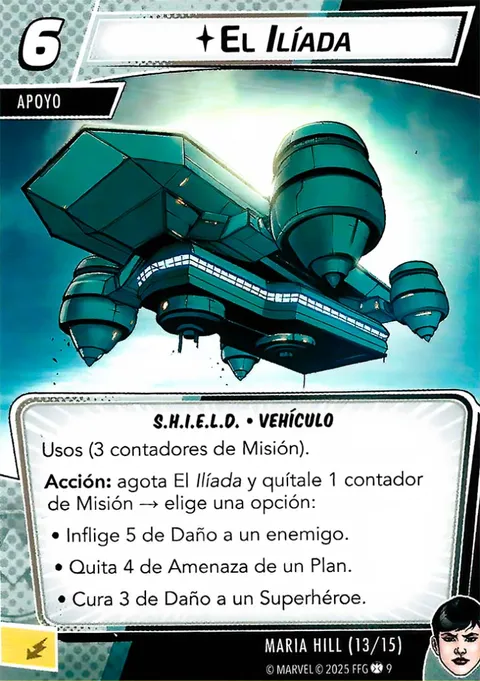 6
EL ILÍADA
APOYO
S.H.I.E.L.D. • VEHÍCULO
Usos (3 contadores de Misión).
Acción: agota El Ilíada y quítale 1 contador
de Misión → elige una opción:
• Inflige 5 de Daño a un enemigo.
• Quita 4 de Amenaza de un Plan.
• Cura 3 de Daño a un Superhéroe.
MARIA HILL (13/15)
© MARVEL © 2025 FFG 9